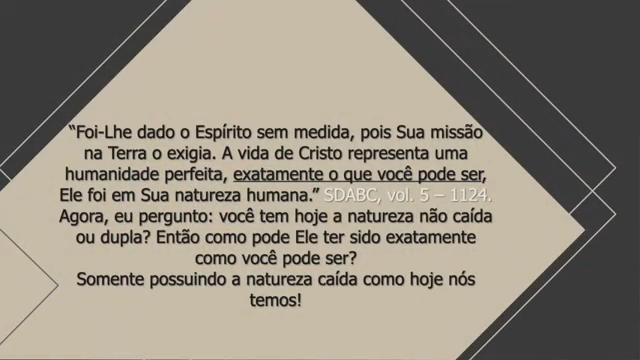 “Foi-Lhe dado o Espírito sem medida, pois Sua missão
na Terra o exigia. A vida de Cristo representa uma
humanidade perfeita, exatamente o que você pode ser,
Ele foi em Sua natureza humana.” SDABC, vol. 5 – 1124.
Agora, eu pergunto: você tem hoje a natureza não caída
ou dupla? Então como pode Ele ter sido exatamente
como você pode ser?
Somente possuindo a natureza caída como hoje nós
temos!